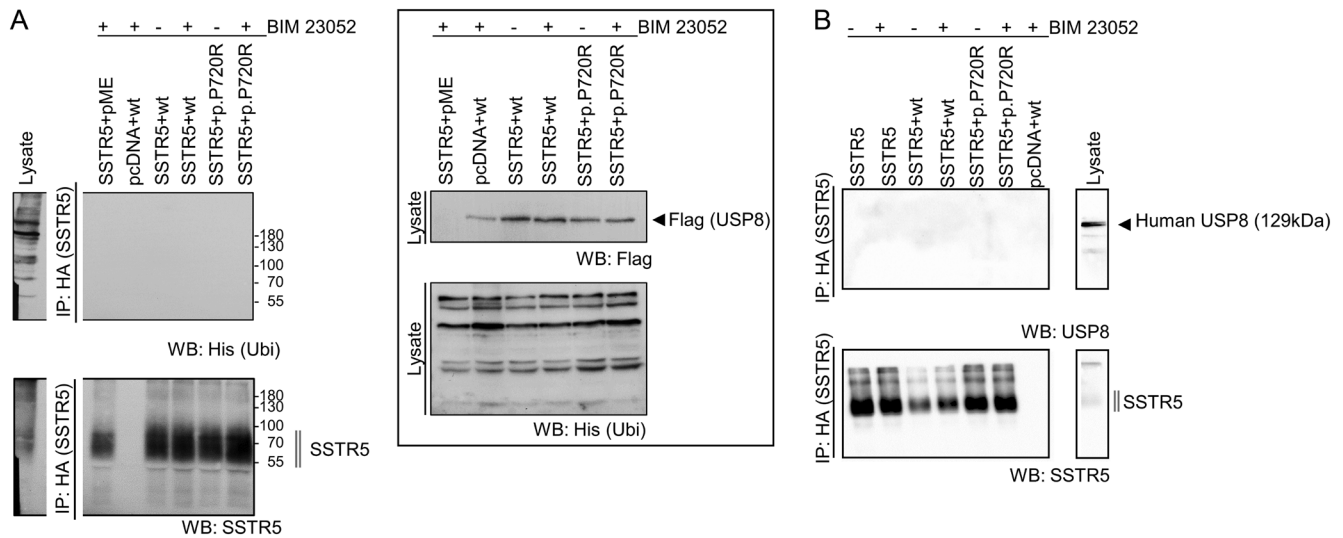 A
+ + - + - + BIM 23052
Lysate
SSTR5+pME
pcDNA+wt
SSTR5+wt
SSTR5+wt
SSTR5+p.P720R
SSTR5+p.P720R
IP: HA (SSTR5)
180
130
100
70
55
WB: His (Ubi)
IP: HA (SSTR5)
180
130
100
70
55
SSTR5
WB: SSTR5
+ + - + - + BIM 23052
SSTR5+pME
pcDNA+wt
SSTR5+wt
SSTR5+wt
SSTR5+p.P720R
SSTR5+p.P720R
Lysate
Flag (USP8)
WB: Flag
Lysate
WB: His (Ubi)
B
- + - + - + + BIM 23052
SSTR5
SSTR5
SSTR5+wt
SSTR5+wt
SSTR5+p.P720R
SSTR5+p.P720R
pcDNA+wt
Lysate
IP: HA (SSTR5)
Human USP8 (129kDa)
WB: USP8
IP: HA (SSTR5)
SSTR5
WB: SSTR5